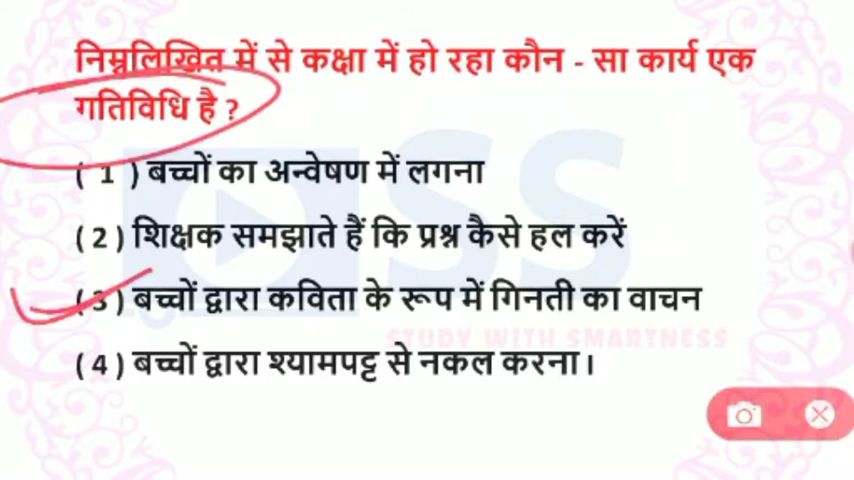 निम्नलिखित में से कक्षा में हो रहा कौन - सा कार्य एक
गतिविधि है ?
( 1 ) बच्चों का अन्वेषण में लगना
SS
( 2 ) शिक्षक समझाते हैं कि प्रश्न कैसे हल करें
( 3 ) बच्चों द्वारा कविता के रूप में गिनती का वाचन
STUDY WITH SMARTNESS
( 4 ) बच्चों द्वारा श्यामपट्ट से नकल करना।